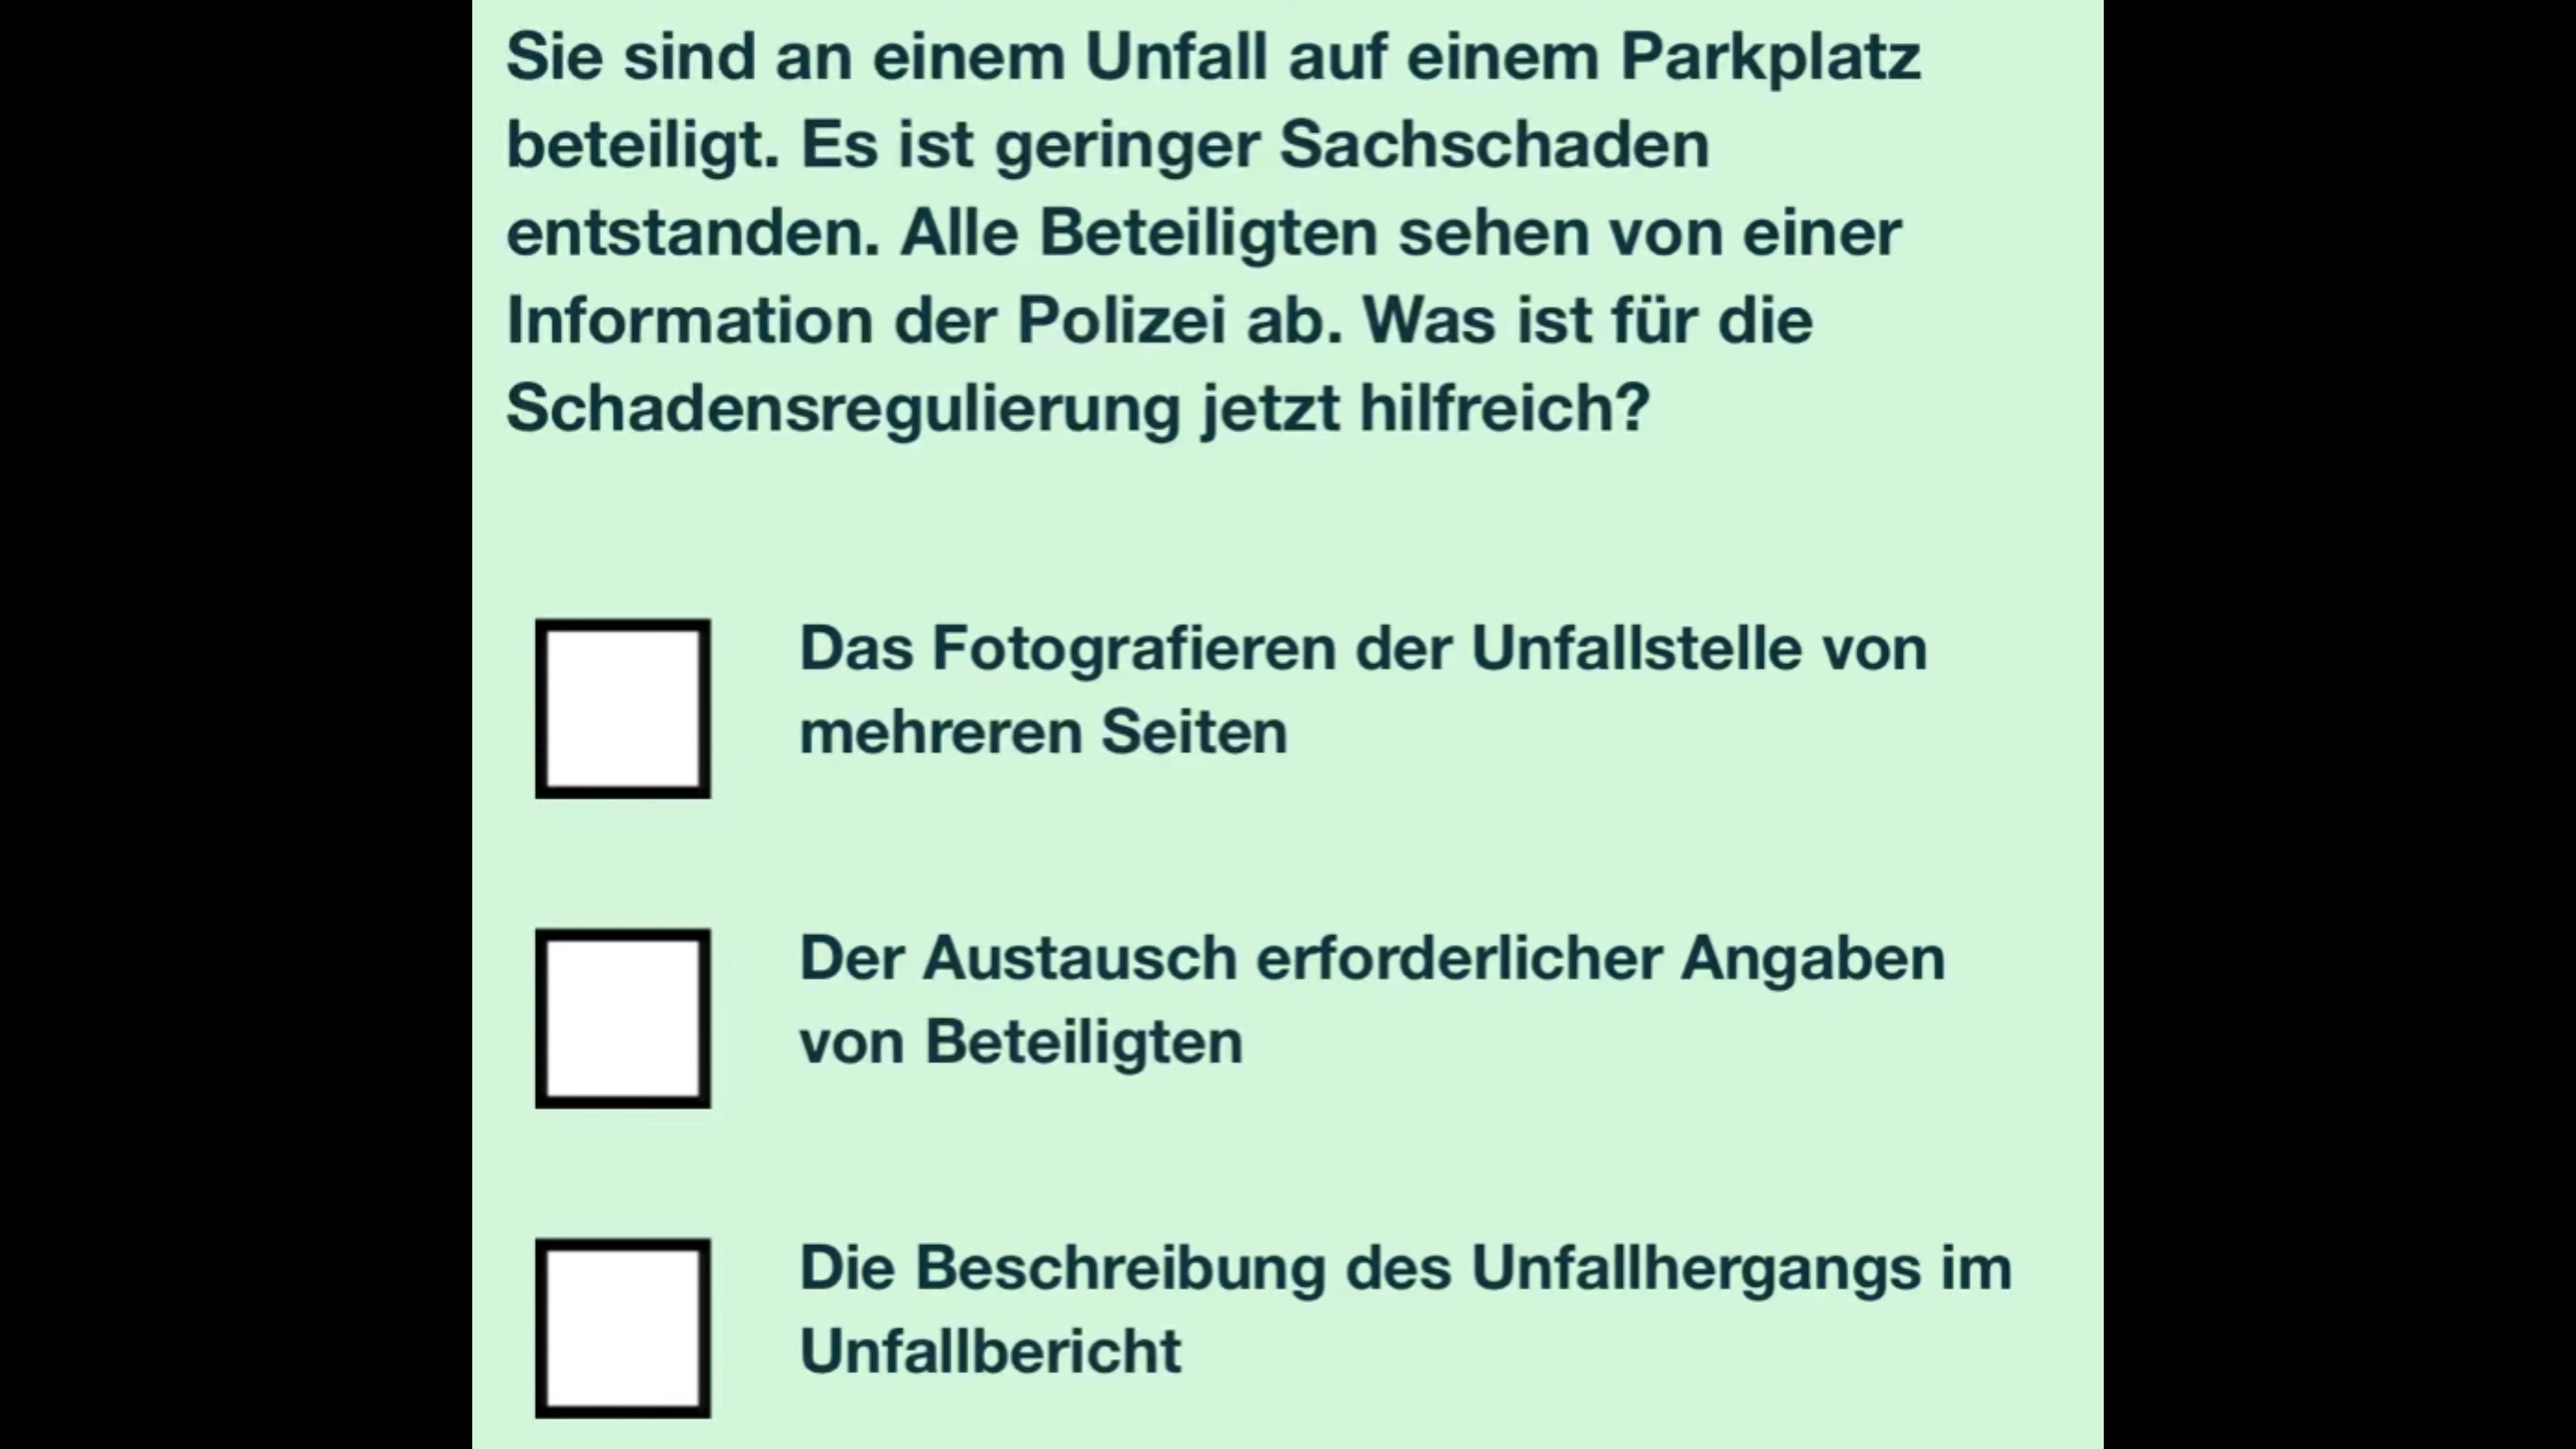 Sie sind an einem Unfall auf einem Parkplatz
beteiligt. Es ist geringer Sachschaden
entstanden. Alle Beteiligten sehen von einer
Information der Polizei ab. Was ist für die
Schadensregulierung jetzt hilfreich?
Das Fotografieren der Unfallstelle von
mehreren Seiten
Der Austausch erforderlicher Angaben
von Beteiligten
Die Beschreibung des Unfallhergangs im
Unfallbericht